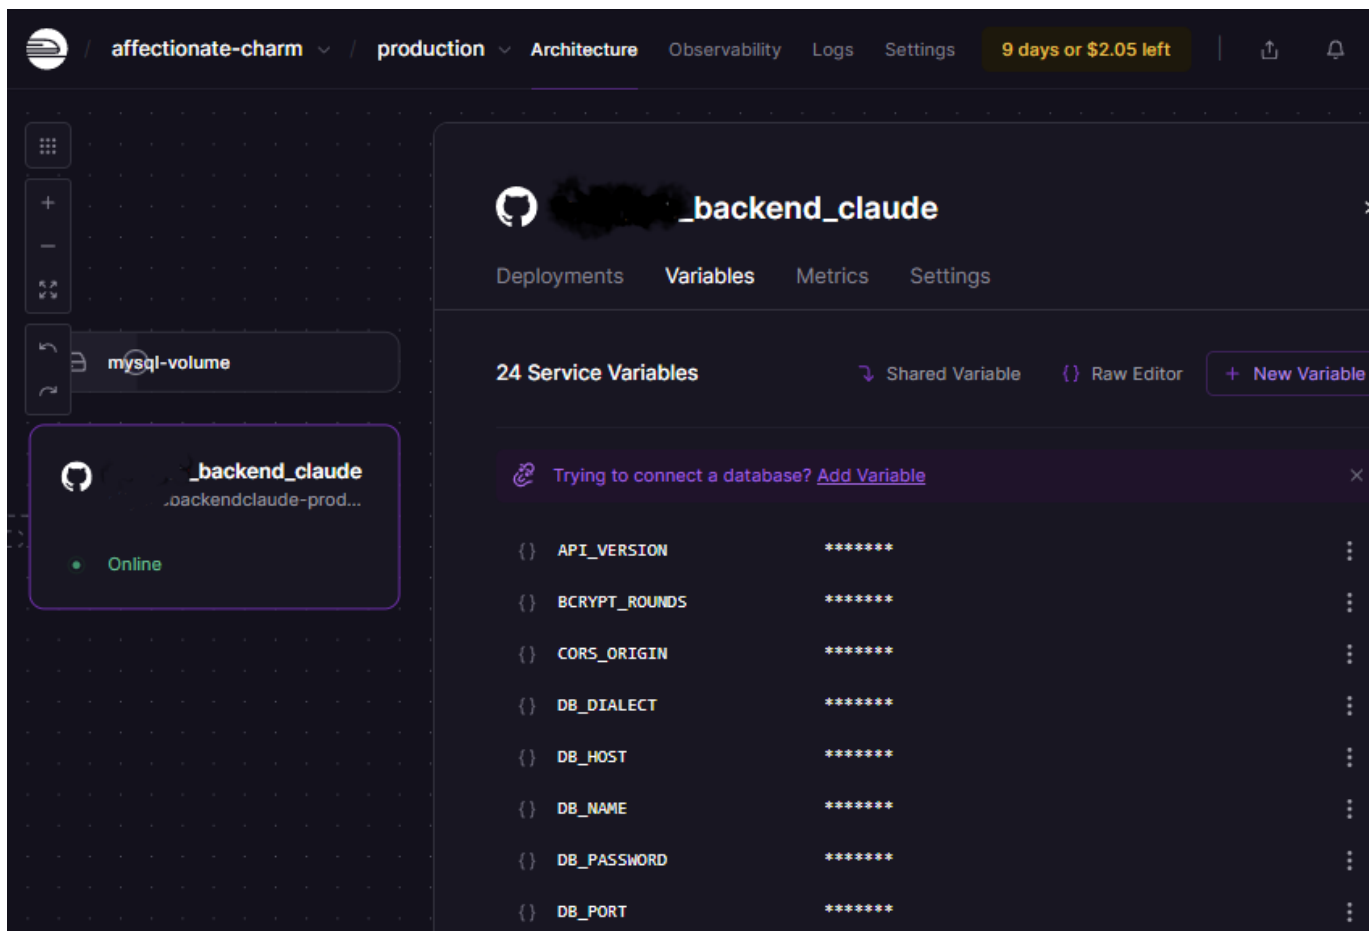 / affectionate-charm / production Architecture Observability Logs Settings 9 days or $2.05 left
mysql-volume
_backend_claude
backendclaude-prod...
Online
_backend_claude
Deployments Variables Metrics Settings
24 Service Variables Shared Variable {} Raw Editor + New Variable
Trying to connect a database? Add Variable
{} API_VERSION *******
{} BCRYPT_ROUNDS *******
{} CORS_ORIGIN *******
{} DB_DIALECT *******
{} DB_HOST *******
{} DB_NAME *******
{} DB_PASSWORD *******
{} DB_PORT *******